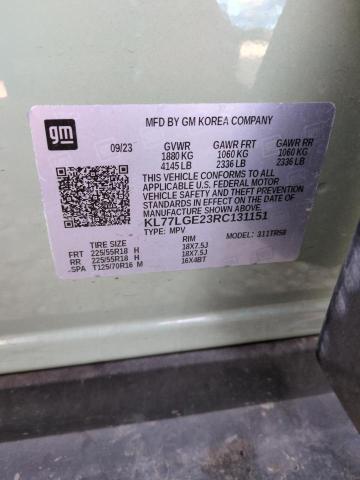 gm
MFD BY GM KOREA COMPANY
09/23 GVWR GAWR FRT GAWR RR
1880 KG 1060 KG 1060 KG
4145 LB 2336 LB 2336 LB
THIS VEHICLE CONFORMS TO ALL
APPLICABLE U.S. FEDERAL MOTOR
VEHICLE SAFETY AND THEFT PREVENTION
STANDARDS IN EFFECT ON THE DATE OF
MANUFACTURE SHOWN ABOVE.
KL77LGE23RC131151
TYPE: MPV MODEL: 311TR58
TIRE SIZE RIM
FRT 225/55R18 H 18X7.5J
RR 225/55R18 H 18X7.5J
SPA T125/70R16 M 16X4BT